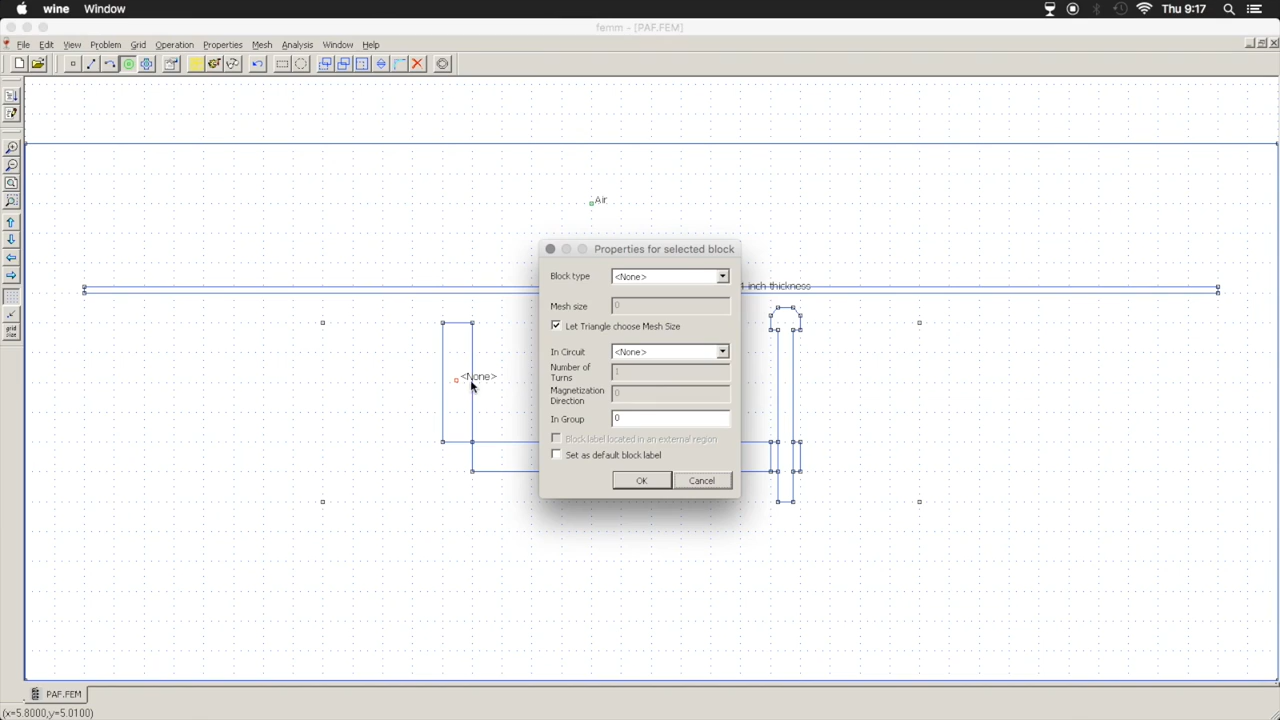 wine Window Thu 9:17
femm - [PAF.FEM]
File Edit View Problem Grid Operation Properties Mesh Analysis Window Help
grid
size
Air
Properties for selected block
Block type <None>
inch thickness
Mesh size 0
Let Triangle choose Mesh Size
In Circuit <None>
Number of
Turns 1
Magnetization
Direction 0
<None>
In Group 0
Block label located in an external region
Set as default block label
OK Cancel
PAF.FEM
(x=5.8000,y=5.0100)